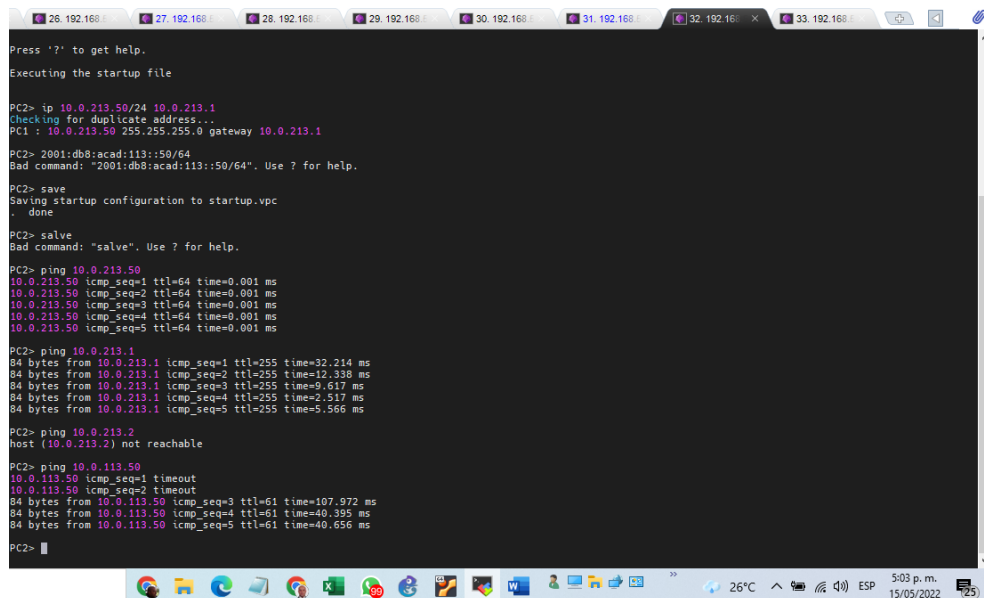 26. 192.168.6
27. 192.168.6
28. 192.168.6
29. 192.168.6
30. 192.168.6
31. 192.168.6
32. 192.168
33. 192.168.6
Press '?' to get help.
Executing the startup file
PC2> ip 10.0.213.50/24 10.0.213.1
Checking for duplicate address...
PC1 : 10.0.213.50 255.255.255.0 gateway 10.0.213.1
PC2> 2001:db8:acad:113::50/64
Bad command: "2001:db8:acad:113::50/64". Use ? for help.
PC2> save
Saving startup configuration to startup.vpc
.  done
PC2> salve
Bad command: "salve". Use ? for help.
PC2> ping 10.0.213.50
10.0.213.50 icmp_seq=1 ttl=64 time=0.001 ms
10.0.213.50 icmp_seq=2 ttl=64 time=0.001 ms
10.0.213.50 icmp_seq=3 ttl=64 time=0.001 ms
10.0.213.50 icmp_seq=4 ttl=64 time=0.001 ms
10.0.213.50 icmp_seq=5 ttl=64 time=0.001 ms
PC2> ping 10.0.213.1
84 bytes from 10.0.213.1 icmp_seq=1 ttl=255 time=32.214 ms
84 bytes from 10.0.213.1 icmp_seq=2 ttl=255 time=12.338 ms
84 bytes from 10.0.213.1 icmp_seq=3 ttl=255 time=9.617 ms
84 bytes from 10.0.213.1 icmp_seq=4 ttl=255 time=2.517 ms
84 bytes from 10.0.213.1 icmp_seq=5 ttl=255 time=5.566 ms
PC2> ping 10.0.213.2
host (10.0.213.2) not reachable
PC2> ping 10.0.113.50
10.0.113.50 icmp_seq=1 timeout
10.0.113.50 icmp_seq=2 timeout
84 bytes from 10.0.113.50 icmp_seq=3 ttl=61 time=107.972 ms
84 bytes from 10.0.113.50 icmp_seq=4 ttl=61 time=40.395 ms
84 bytes from 10.0.113.50 icmp_seq=5 ttl=61 time=40.656 ms
PC2>
99
26°C
ESP
5:03 p. m.
15/05/2022
25